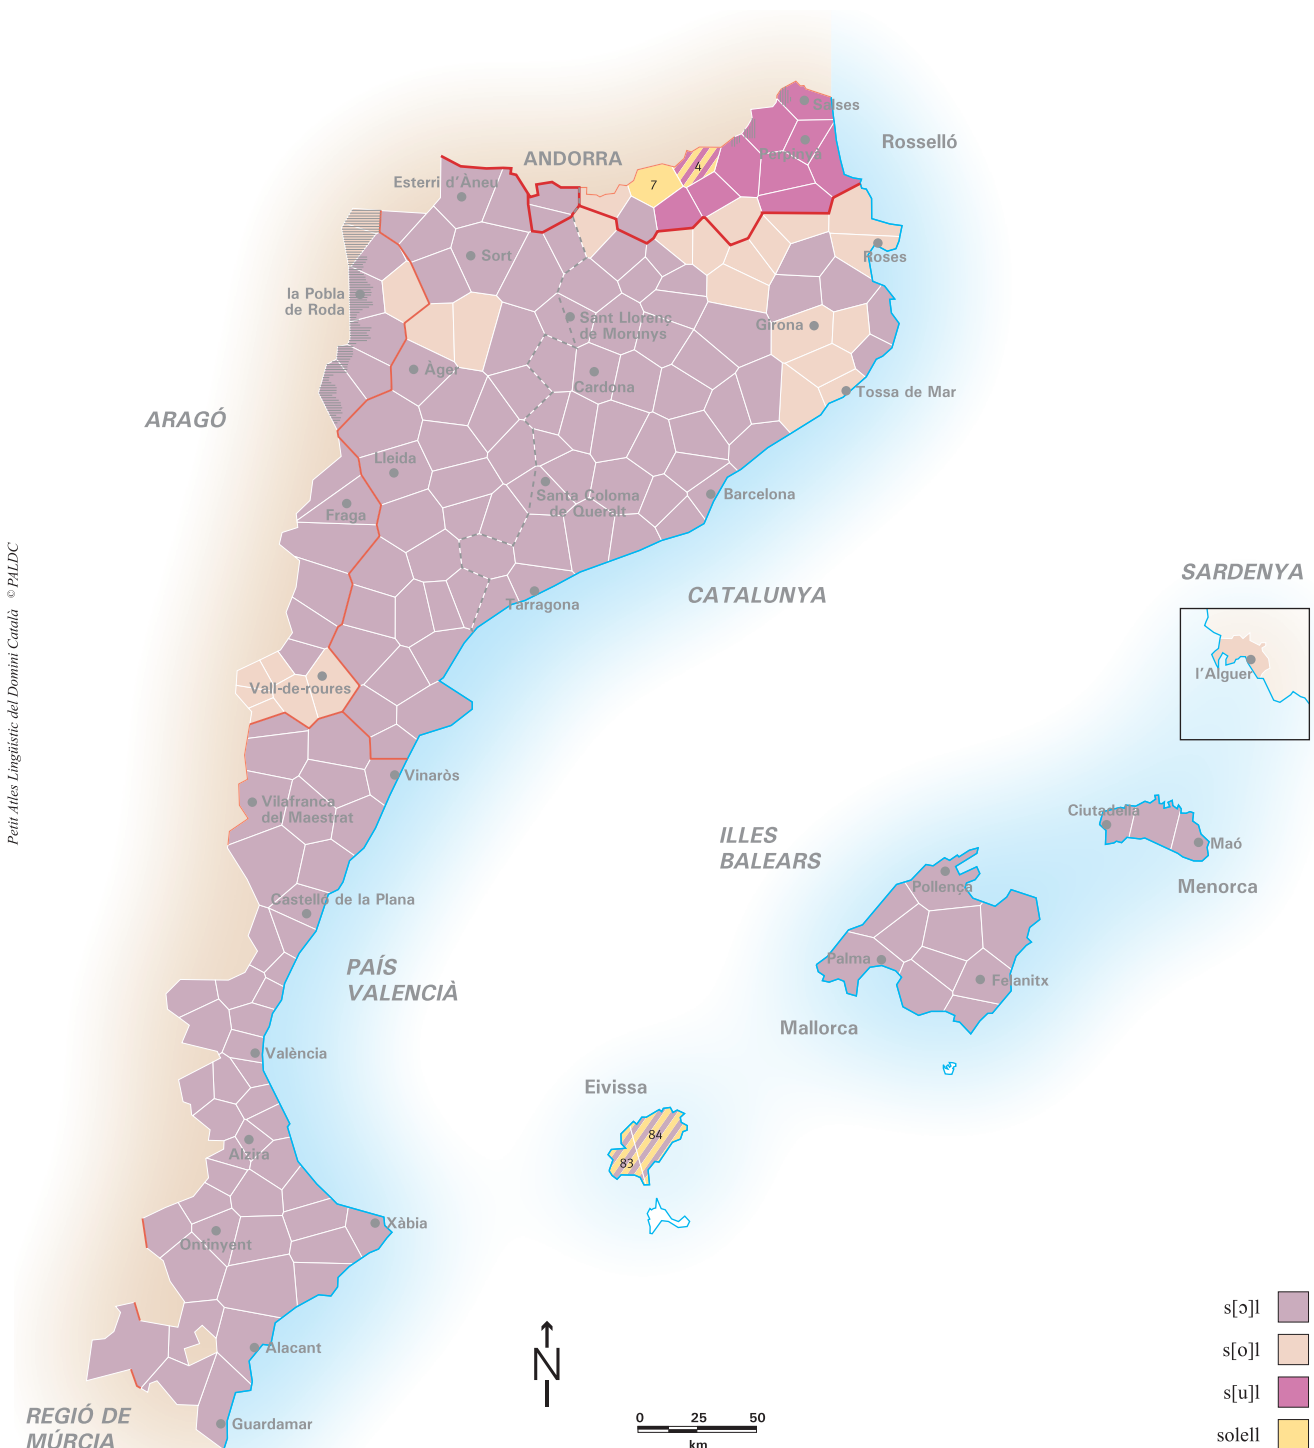 Salses
Rosselló
Perpinyà
ANDORRA
4
7
Esterri d'Àneu
Roses
Sort
la Pobla
de Roda
Sant Llorenç
de Morunys
Girona
Àger
Cardona
Tossa de Mar
ARAGÓ
Lleida
Santa Coloma
de Queralt
Barcelona
Fraga
Petit Atles Lingüístic del Domini Català © PALDC
SARDENYA
CATALUNYA
Tarragona
l'Alguer
Vall-de-roures
Vinaròs
Vilafranca
del Maestrat
Ciutadella
ILLES
BALEARS
Maó
Pollença
Menorca
Castelló de la Plana
Palma
PAÍS
VALENCIÀ
Felanitx
Mallorca
València
Eivissa
84
83
Alzira
Xàbia
Ontinyent
s[ɔ]l
Alacant
s[o]l
N
s[u]l
REGIÓ DE
MÚRCIA
Guardamar
0 25 50
km
solell